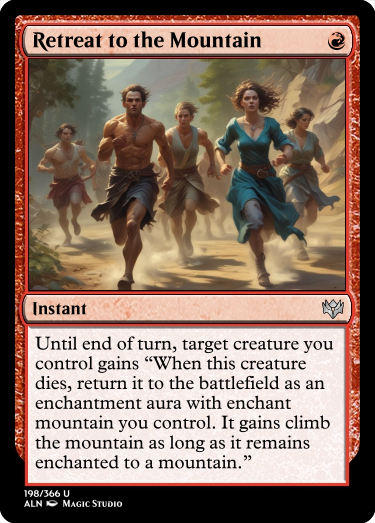 Retreat to the Mountain
Instant
Until end of turn, target creature you
control gains “When this creature
dies, return it to the battlefield as an
enchantment aura with enchant
mountain you control. It gains climb
the mountain as long as it remains
enchanted to a mountain.”
198/366 U
ALN Magic Studio